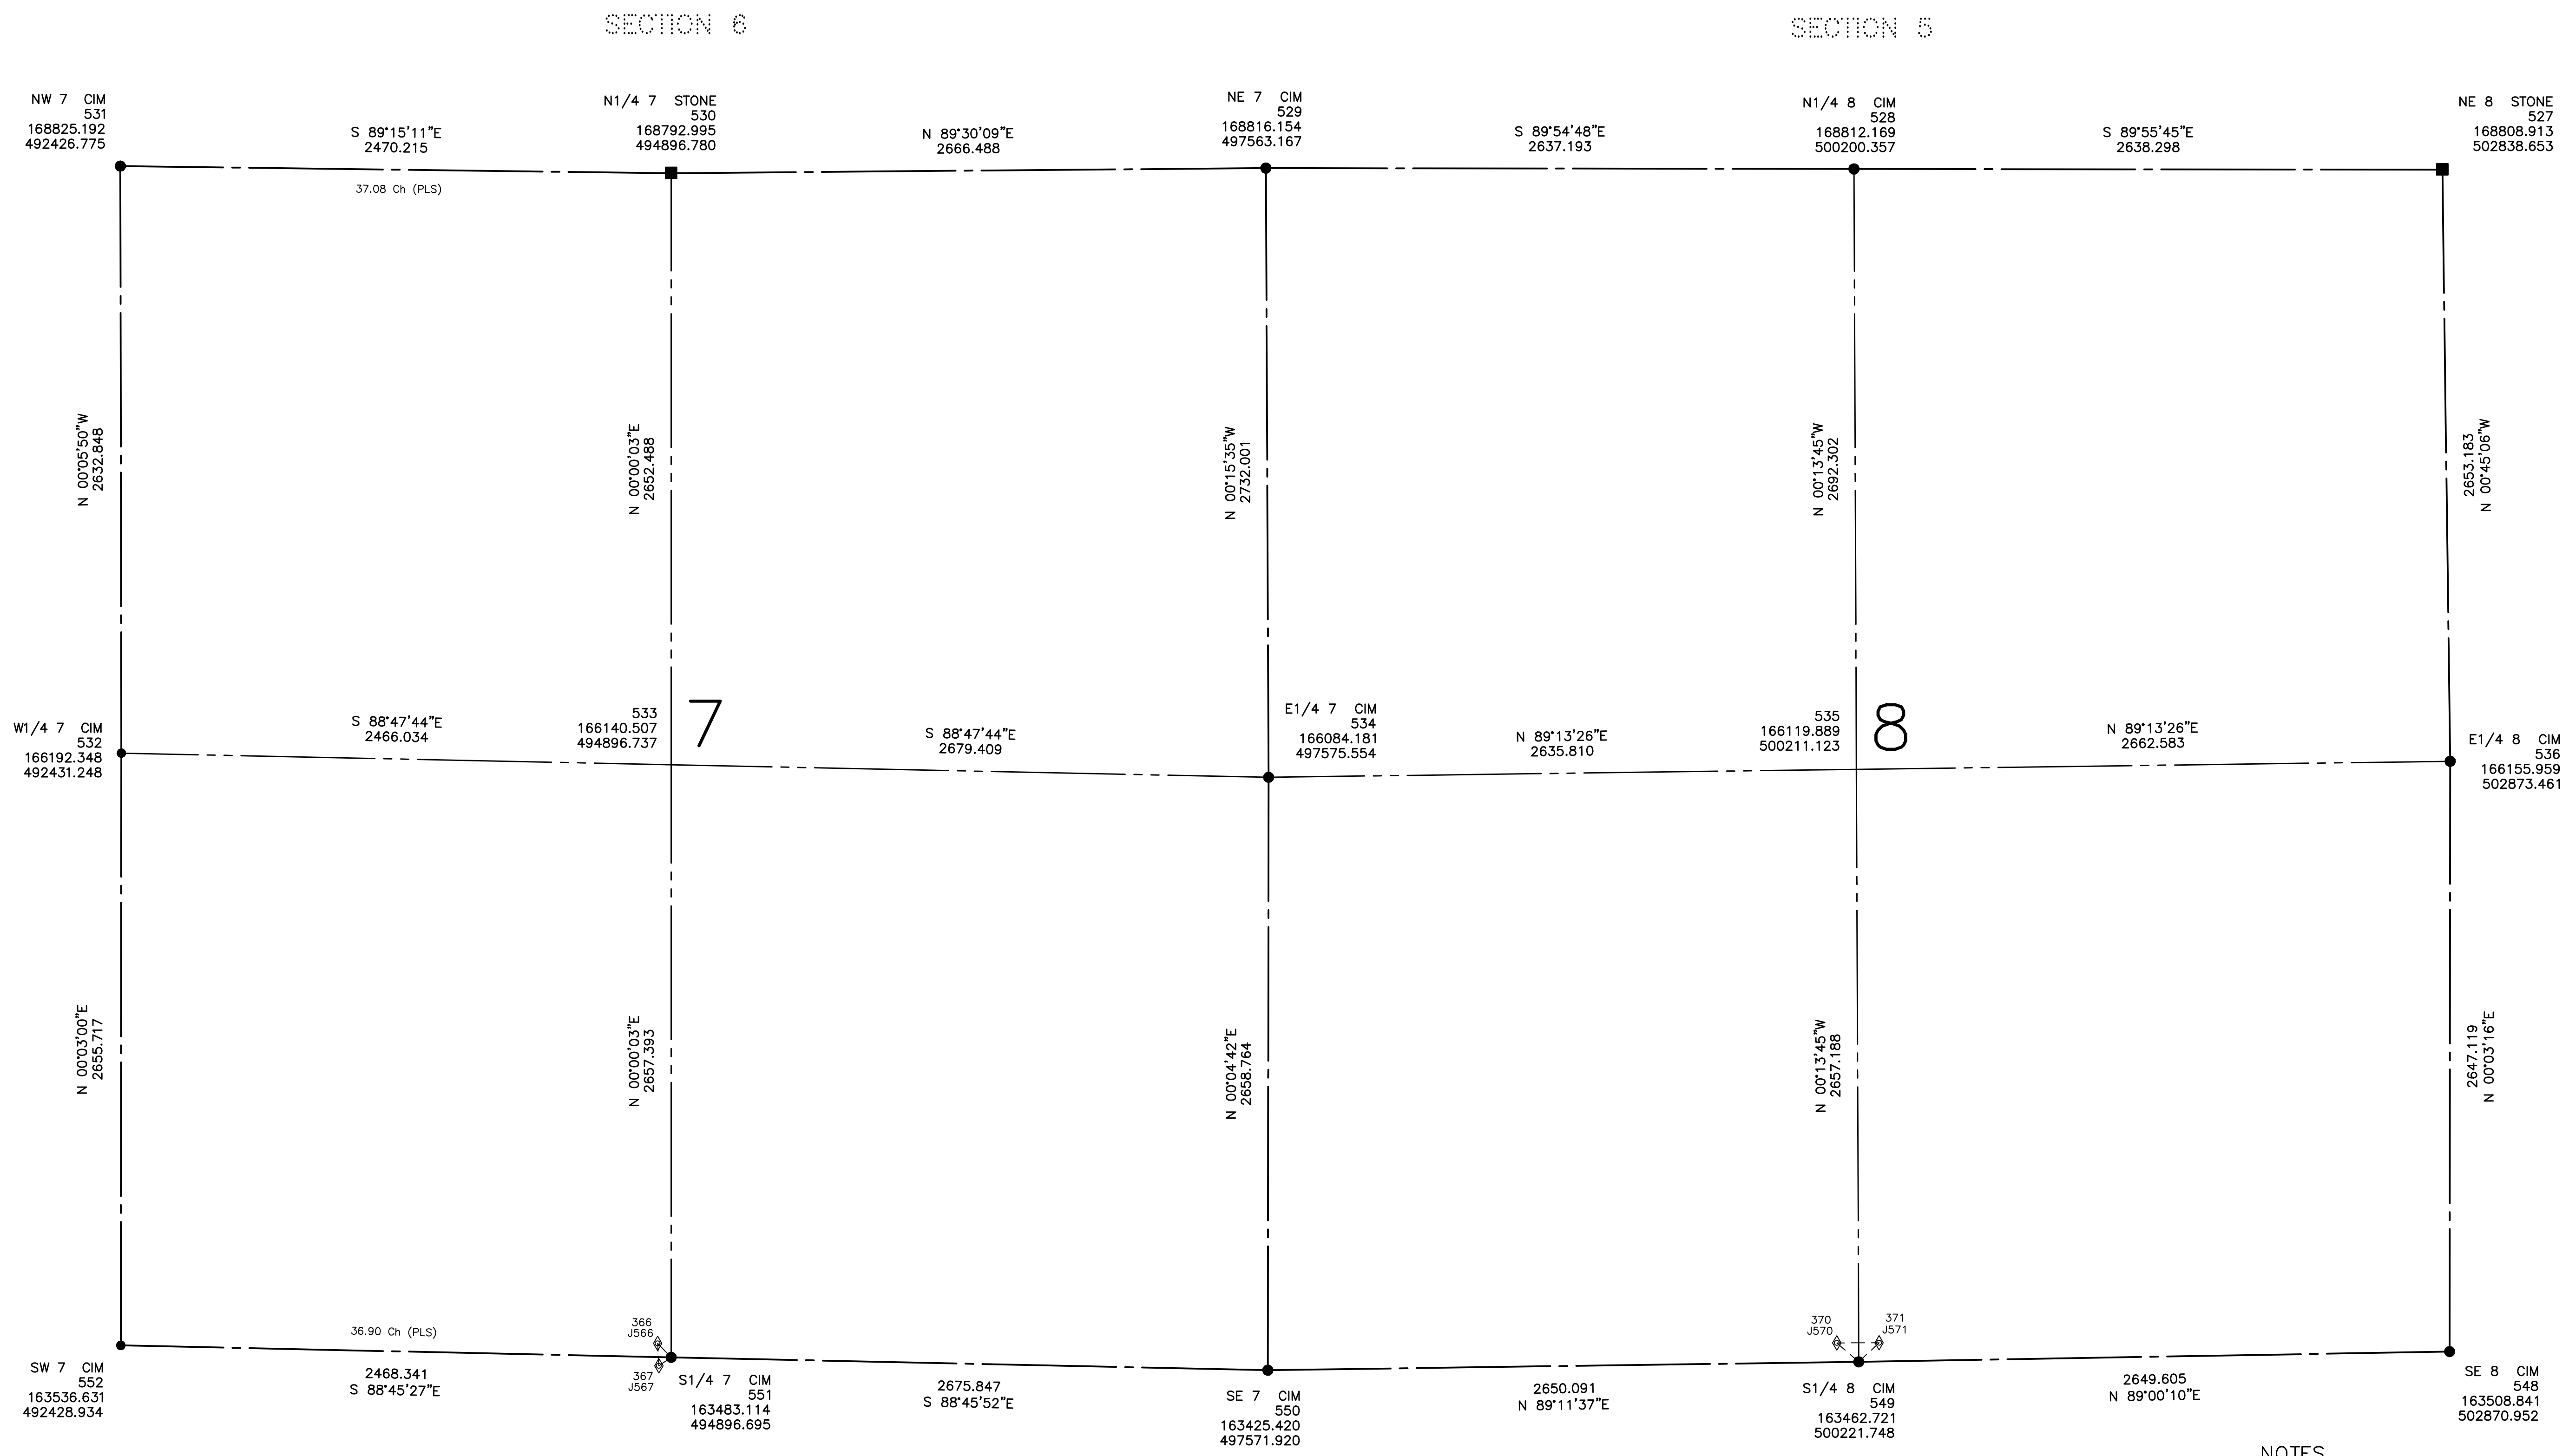 SECTION 6
SECTION 5
NW 7 CIM
531
168825.192
492426.775
S 89°15'11"E
2470.215
37.08 Ch (PLS)
N1/4 7 STONE
530
168792.995
494896.780
N 89°30'09"E
2666.488
NE 7 CIM
529
168816.154
497563.167
S 89°54'48"E
2637.193
N1/4 8 CIM
528
168812.169
500200.357
S 89°55'45"E
2638.298
NE 8 STONE
527
168808.913
502838.653
N 00°05'50"W
2632.848
N 00°00'03"E
2652.488
N 00°15'35"W
2732.001
N 00°13'45"W
2692.302
2653.183
N 00°45'06"W
W1/4 7 CIM
532
166192.348
492431.248
S 88°47'44"E
2466.034
533
166140.507
494896.737
7
S 88°47'44"E
2679.409
E1/4 7 CIM
534
166084.181
497575.554
N 89°13'26"E
2635.810
535
166119.889
500211.123
8
N 89°13'26"E
2662.583
E1/4 8 CIM
536
166155.959
502873.461
N 00°03'00"E
2655.717
N 00°00'03"E
2657.393
N 00°04'42"E
2658.764
N 00°13'45"W
2657.188
2647.119
N 00°03'16"E
36.90 Ch (PLS)
366
J566
367
J567
370
J570
371
J571
SW 7 CIM
552
163536.631
492428.934
2468.341
S 88°45'27"E
S1/4 7 CIM
551
163483.114
494896.695
2675.847
S 88°45'52"E
SE 7 CIM
550
163425.420
497571.920
2650.091
N 89°11'37"E
S1/4 8 CIM
549
163462.721
500221.748
2649.605
N 89°00'10"E
SE 8 CIM
548
163508.841
502870.952
NOTES